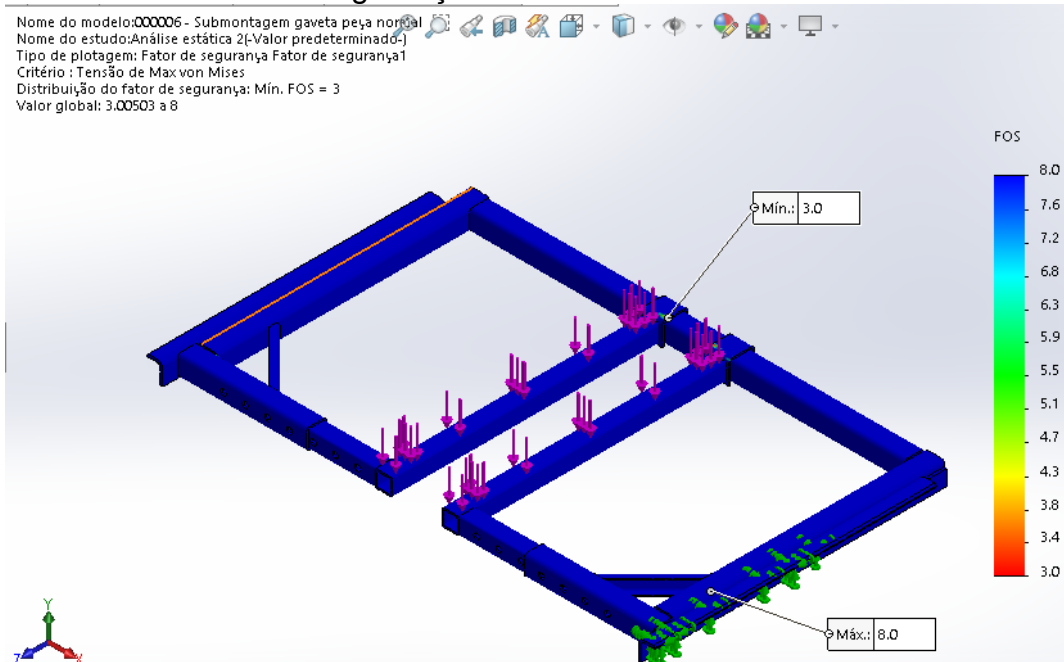 Nome do modelo:000006 - Submontagem gaveta peya normal
Nome do estudo:Análise estática 2(-Valor predeterminado-)
Tipo de plotagem: Fator de segurança Fator de segurança1
Critério : Tensão de Max von Mises
Distribuição do fator de segurança: Mín. FOS = 3
Valor global: 3.00503 a 8
FOS
8.0
7.6
7.2
6.8
6.3
5.9
5.5
5.1
4.7
4.3
3.8
3.4
3.0
Mín.: 3.0
Máx.: 8.0
Y
Z
X